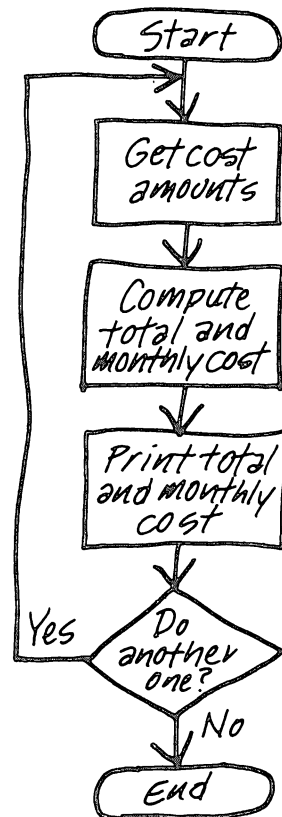 Start
Get cost
amounts
Compute
total and
monthly cost
Print total
and monthly
cost
Do
another
one?
Yes
No
End